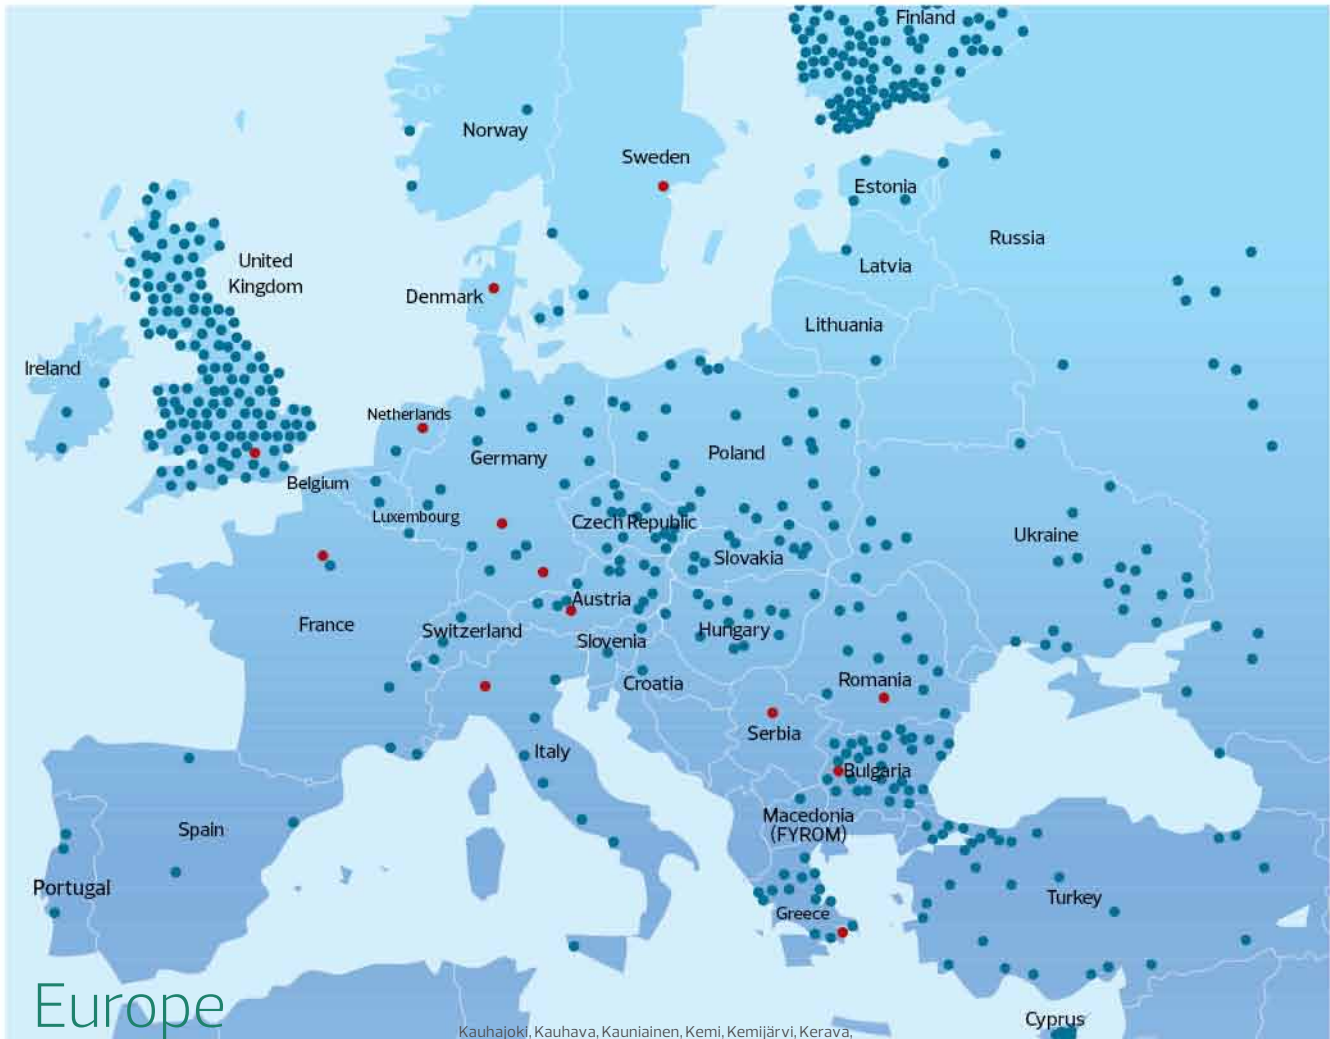 Finland
Norway
Sweden
Estonia
Russia
United
Kingdom
Latvia
Denmark
Lithuania
Ireland
Netherlands
Germany
Poland
Belgium
Luxembourg
Czech Republic
Ukraine
Slovakia
Austria
France
Switzerland
Hungary
Slovenia
Croatia
Romania
Serbia
Italy
Bulgaria
Macedonia
(FYROM)
Spain
Portugal
Turkey
Greece
Europe
Cyprus
Kauhajoki, Kauhava, Kauniainen, Kemi, Kemijärvi, Kerava,